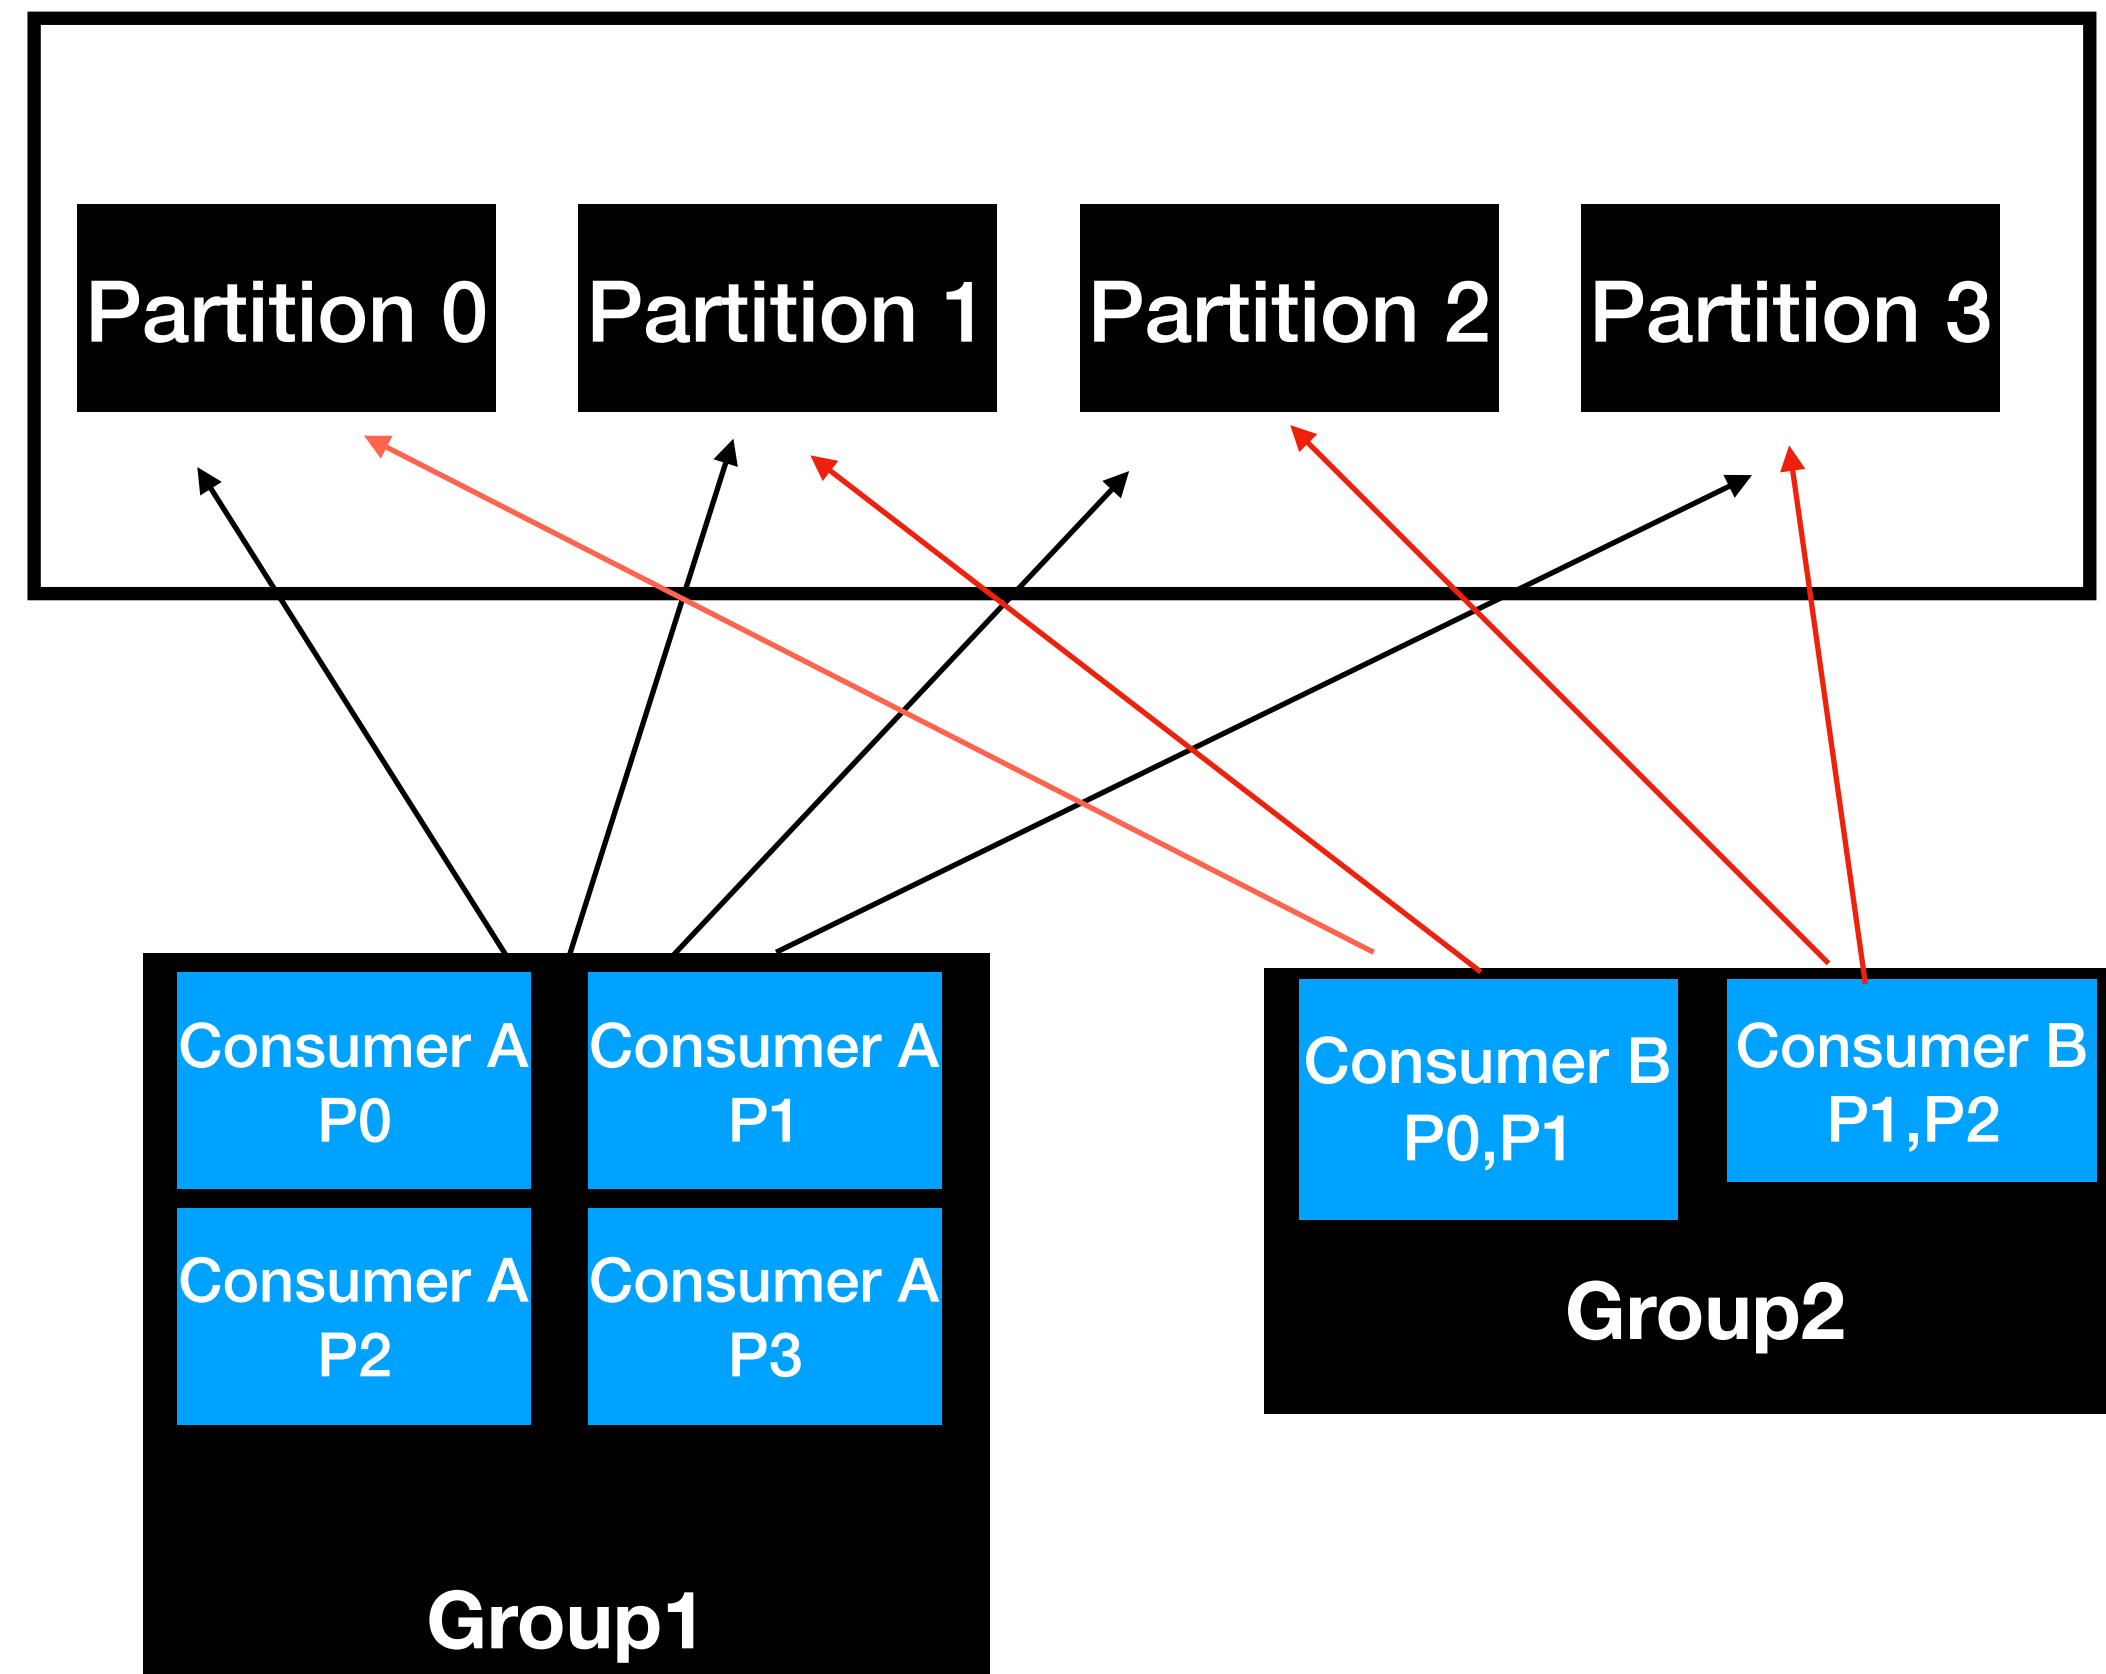 Partition 0
Partition 1
Partition 2
Partition 3
Consumer A
P0
Consumer A
P1
Consumer A
P2
Consumer A
P3
Group1
Consumer B
P0,P1
Consumer B
P1,P2
Group2